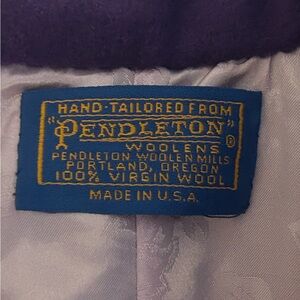 HAND-TAILORED FROM
"PENDLETON"®
WOOLENS
PENDLETON WOOLEN MILLS
PORTLAND, OREGON
100% VIRGIN WOOL
MADE IN U.S.A.